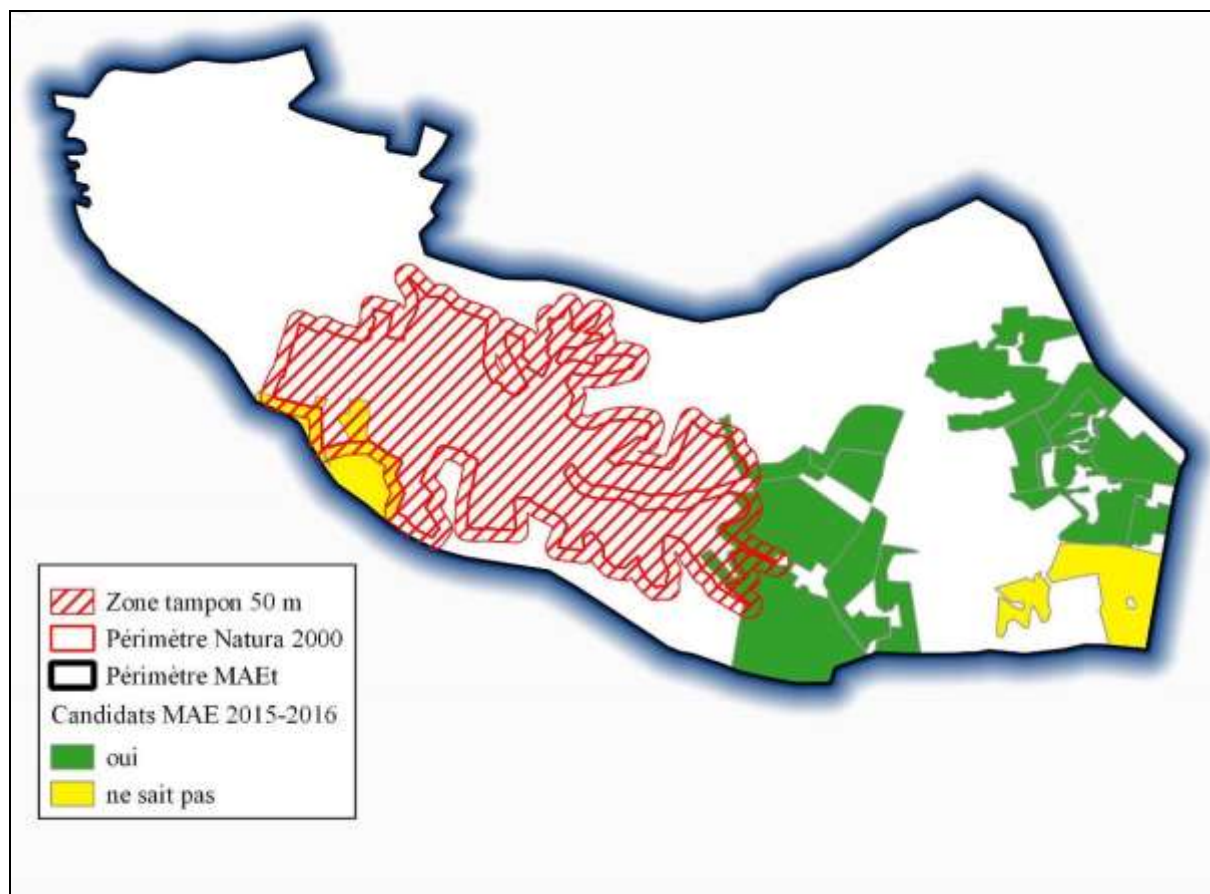 Zone tampon 50 m
Périmètre Natura 2000
Périmètre MAEt
Candidats MAE 2015-2016
oui
ne sait pas